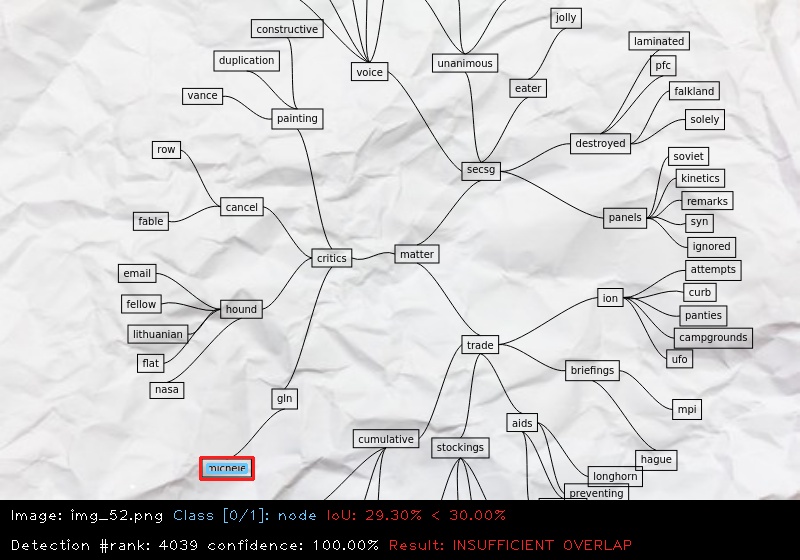 jolly
constructive
laminated
duplication
unanimous
pfc
voice
eater
falkland
vance
painting
solely
destroyed
row
soviet
secsg
kinetics
remarks
cancel
fable
panels
syn
ignored
critics
matter
email
attempts
curb
fellow
hound
ion
panties
lithuanian
campgrounds
trade
ufo
flat
briefings
nasa
gln
mpi
aids
cumulative
stockings
hague
longhorn
preventing
Image: img_52.png Class [0/1]: node IoU: 29.30% < 30.00%
Detection #rank: 4039 confidence: 100.00% Result: INSUFFICIENT OVERLAP